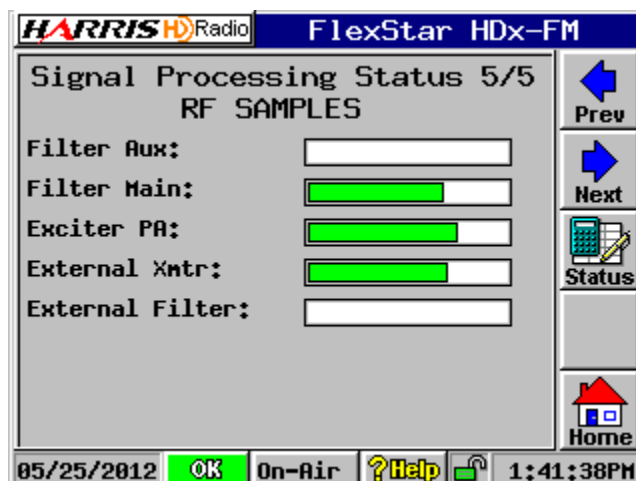 HARRIS HD Radio FlexStar HDx-FM
Signal Processing Status 5/5
RF SAMPLES
Filter Aux:
Filter Main:
Exciter PA:
External Xmtr:
External Filter:
Prev
Next
Status
Home
05/25/2012 OK On-Air ?Help 1:41:38PM